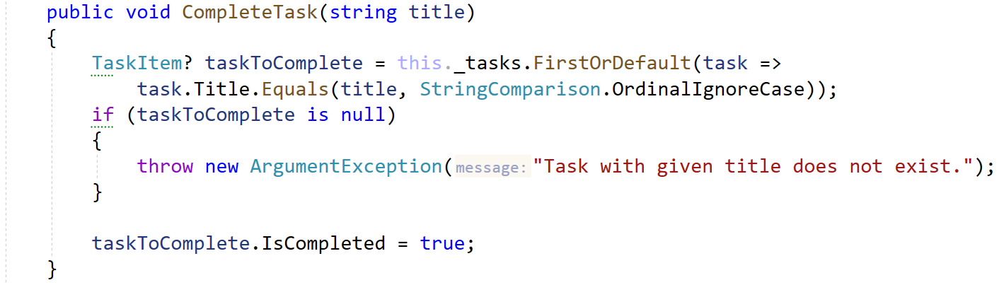 public void CompleteTask(string title)
{
TaskItem? taskToComplete = this._tasks.FirstOrDefault(task =>
task.Title.Equals(title, StringComparison.OrdinalIgnoreCase));
if (taskToComplete is null)
{
throw new ArgumentException(message:"Task with given title does not exist.");
}
taskToComplete.IsCompleted = true;
}